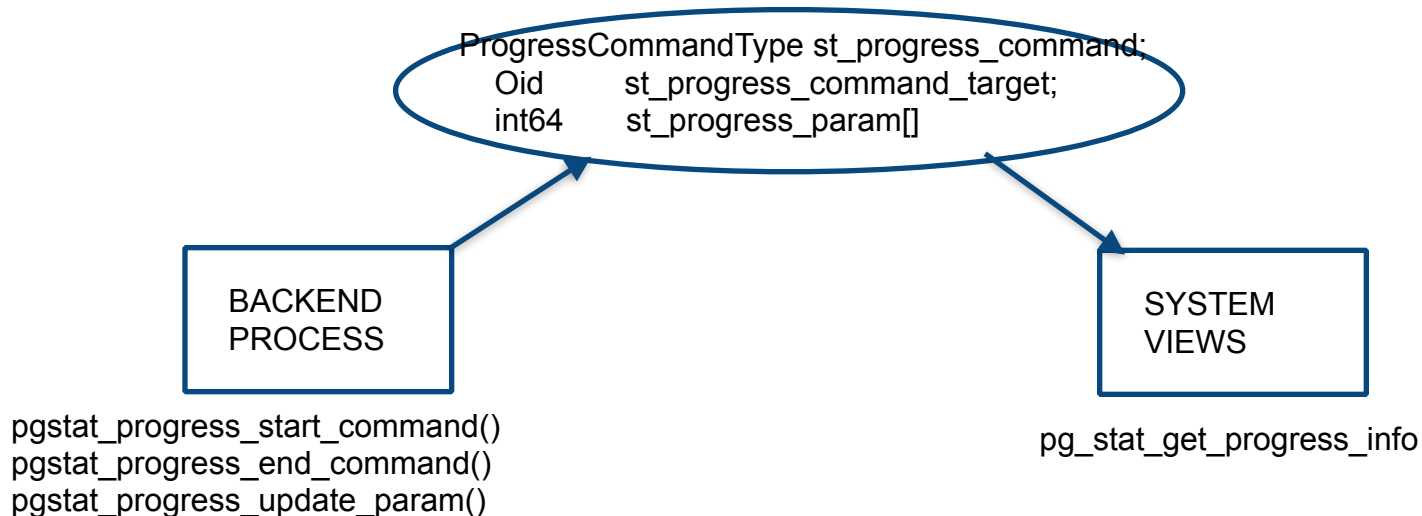 ProgressCommandType st_progress_command;
Oid st_progress_command_target;
int64 st_progress_param[]
BACKEND
PROCESS
SYSTEM
VIEWS
pgstat_progress_start_command()
pgstat_progress_end_command()
pgstat_progress_update_param()
pg_stat_get_progress_info